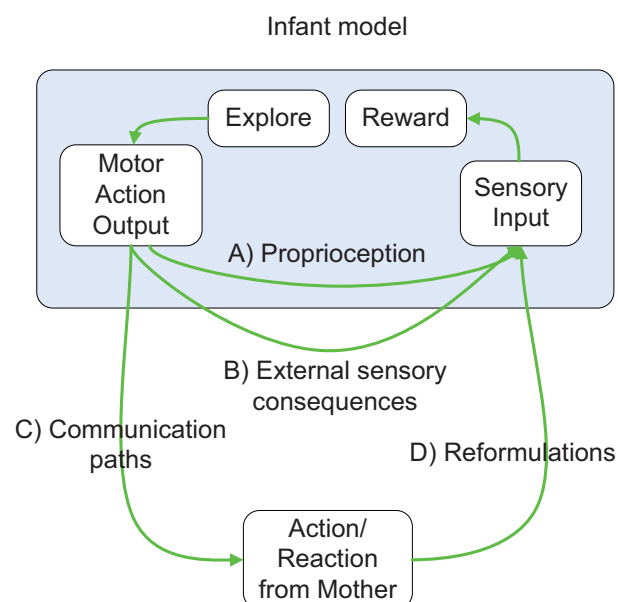 Infant model
Explore
Reward
Motor
Action
Output
Sensory
Input
A) Proprioception
B) External sensory
consequences
C) Communication
paths
D) Reformulations
Action/
Reaction
from Mother